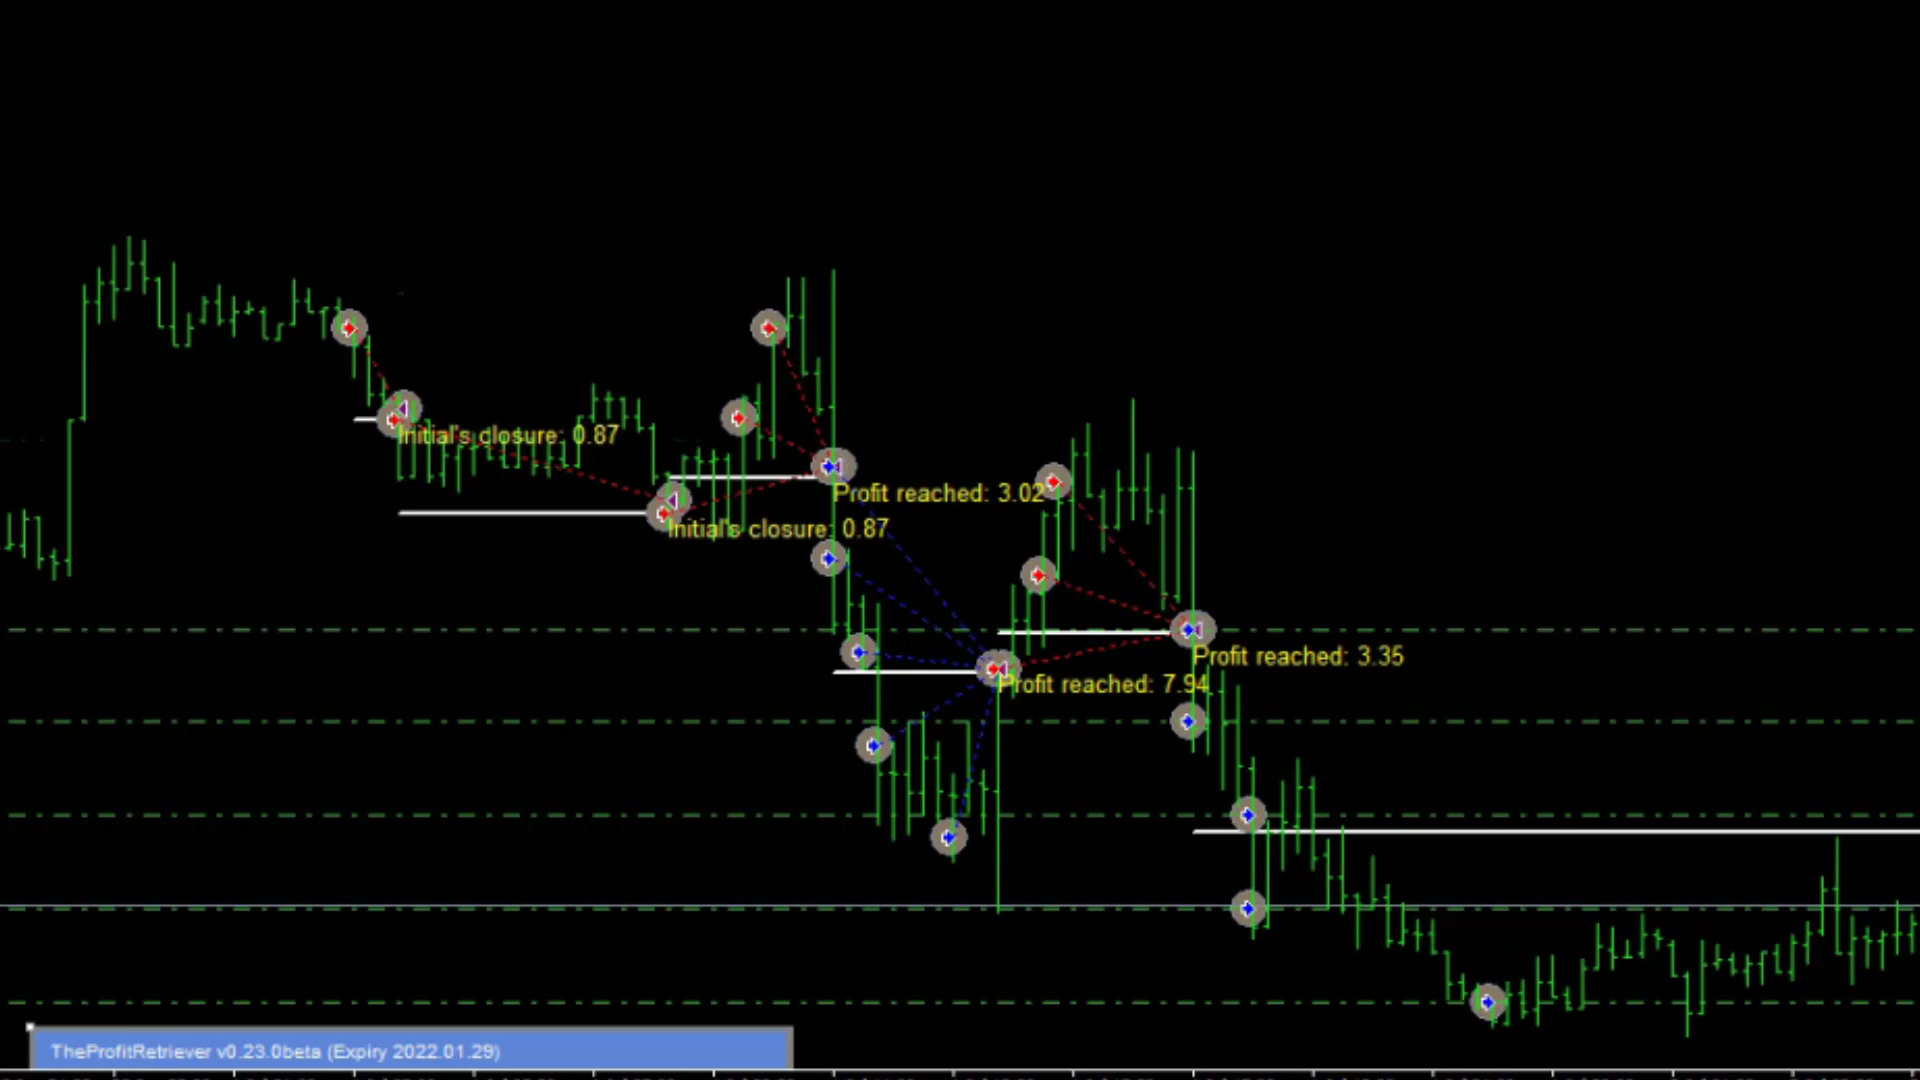 Initial's closure: 0.87
Profit reached: 3.02
Initial's closure: 0.87
Profit reached: 3.35
Profit reached: 7.94
TheProfitRetriever v0.23.0beta (Expiry 2022.01.29)